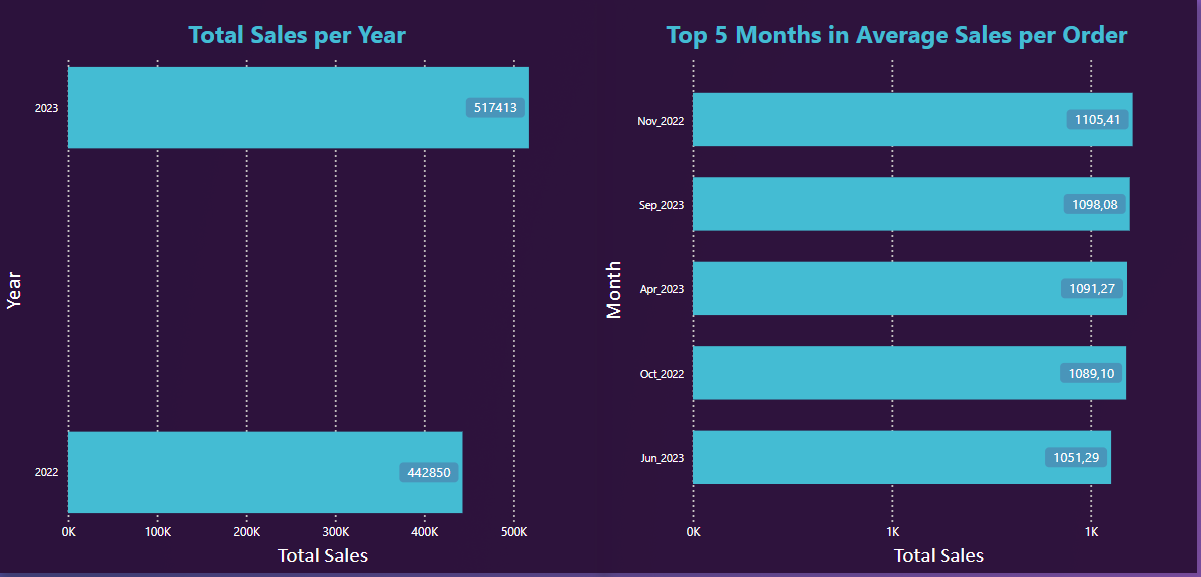 Total Sales per Year
2023
517413
Year
2022
442850
0K 100K 200K 300K 400K 500K
Total Sales
Top 5 Months in Average Sales per Order
Nov_2022
1105,41
Sep_2023
1098,08
Month
Apr_2023
1091,27
Oct_2022
1089,10
Jun_2023
1051,29
0K 1K 1K
Total Sales